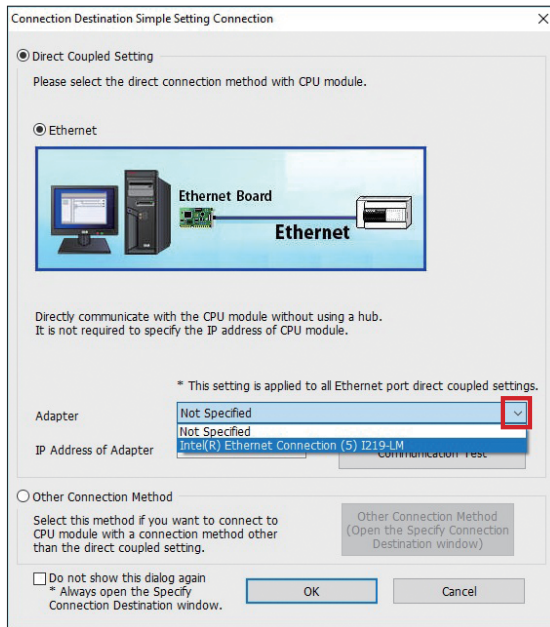 Connection Destination Simple Setting Connection
Direct Coupled Setting
Please select the direct connection method with CPU module.
Ethernet
Ethernet Board
Ethernet
Directly communicate with the CPU module without using a hub.
It is not required to specify the IP address of CPU module.
* This setting is applied to all Ethernet port direct coupled settings.
Adapter
Not Specified
Not Specified
Intel(R) Ethernet Connection (5) I219-LM
IP Address of Adapter
Communication Test
Other Connection Method
Select this method if you want to connect to
CPU module with a connection method other
than the direct coupled setting.
Other Connection Method
(Open the Specify Connection
Destination window)
Do not show this dialog again
* Always open the Specify
Connection Destination window.
OK
Cancel